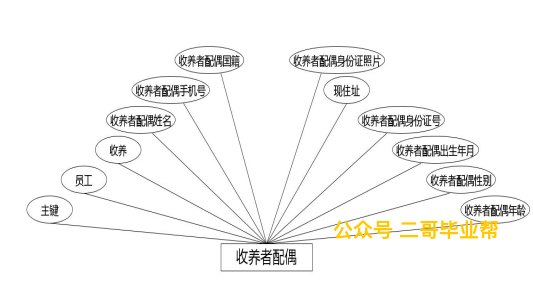 收养者配偶国籍
收养者配偶身份证照片
收养者配偶手机号
现住址
收养者配偶姓名
收养者配偶身份证号
收养
收养者配偶出生年月
员工
收养者配偶性别
主键
收养者配偶年龄
公众号 二哥毕业帮
收养者配偶